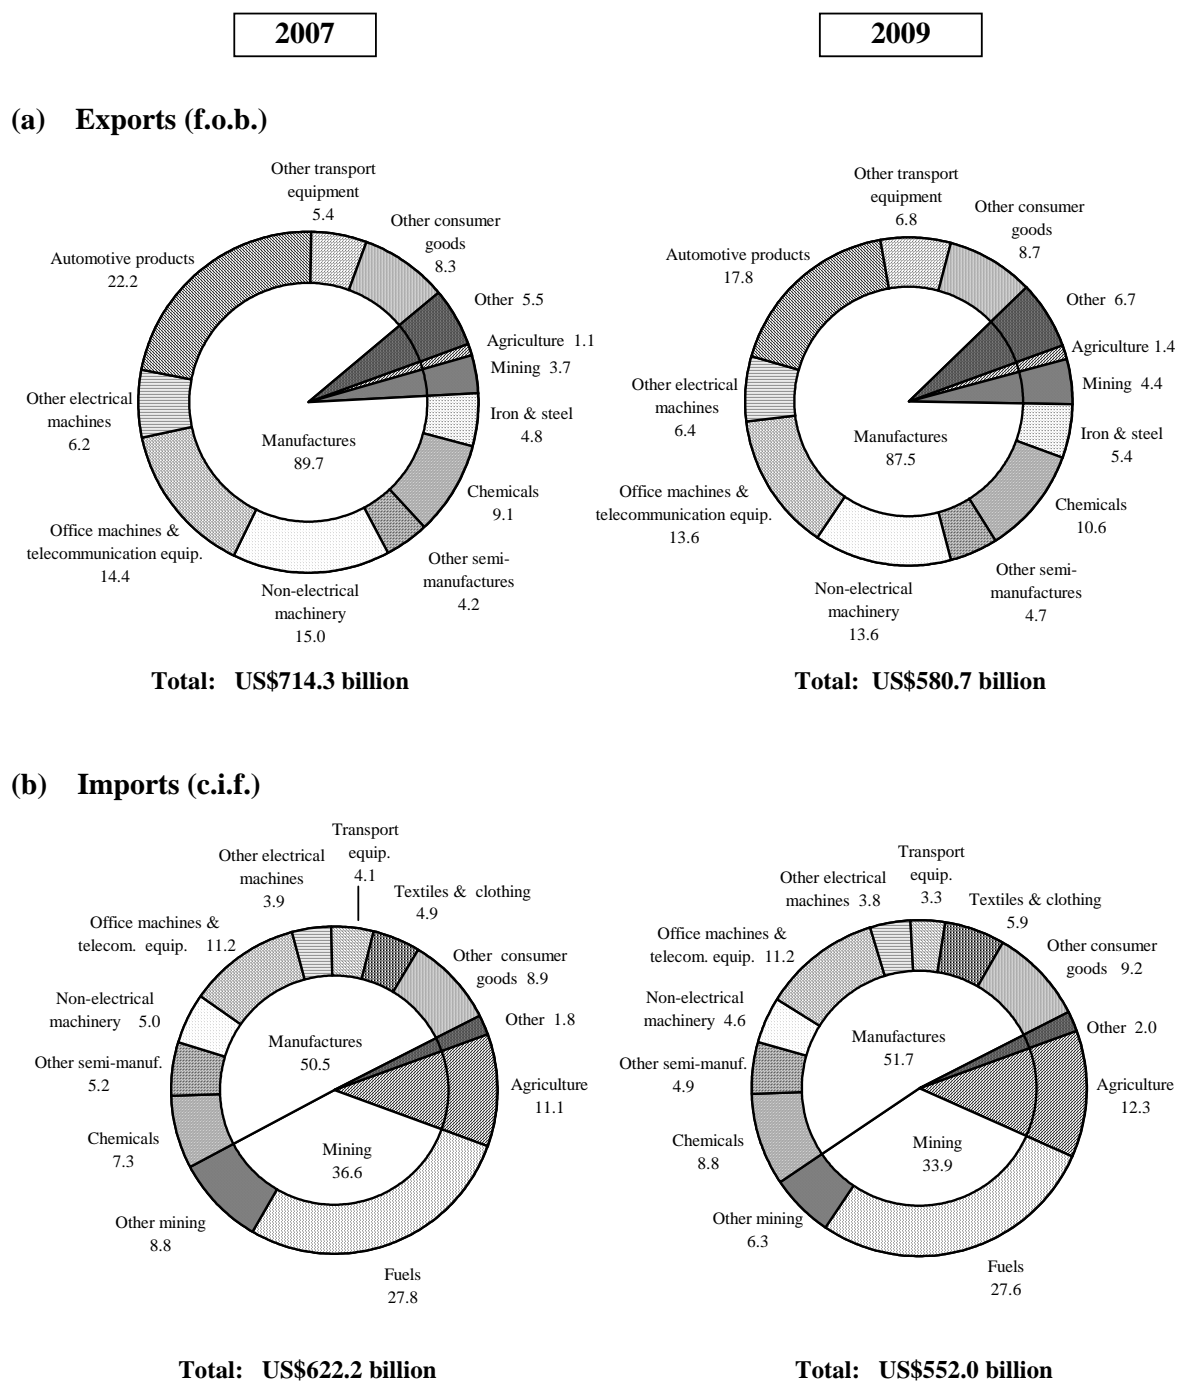 2007
2009
(a) Exports (f.o.b.)
Other transport
equipment
5.4
Other consumer
goods
8.3
Automotive products
22.2
Other 5.5
Agriculture 1.1
Mining 3.7
Other electrical
machines
6.2
Iron & steel
4.8
Manufactures
89.7
Chemicals
9.1
Office machines &
telecommunication equip.
14.4
Other semi-
manufactures
4.2
Non-electrical
machinery
15.0
Total: US$714.3 billion
Other transport
equipment
6.8
Other consumer
goods
8.7
Automotive products
17.8
Other 6.7
Agriculture 1.4
Mining 4.4
Other electrical
machines
6.4
Iron & steel
5.4
Manufactures
87.5
Office machines &
telecommunication equip.
13.6
Chemicals
10.6
Other semi-
manufactures
4.7
Non-electrical
machinery
13.6
Total: US$580.7 billion
(b) Imports (c.i.f.)
Transport
equip.
4.1
Other electrical
machines
3.9
Textiles & clothing
4.9
Office machines &
telecom. equip. 11.2
Other consumer
goods 8.9
Non-electrical
machinery 5.0
Other 1.8
Manufactures
50.5
Other semi-manuf.
5.2
Agriculture
11.1
Chemicals
7.3
Mining
36.6
Other mining
8.8
Fuels
27.8
Total: US$622.2 billion
Transport
equip.
3.3
Other electrical
machines 3.8
Textiles & clothing
5.9
Office machines &
telecom. equip. 11.2
Other consumer
goods 9.2
Non-electrical
machinery 4.6
Other 2.0
Manufactures
51.7
Other semi-manuf.
4.9
Agriculture
12.3
Chemicals
8.8
Mining
33.9
Other mining
6.3
Fuels
27.6
Total: US$552.0 billion